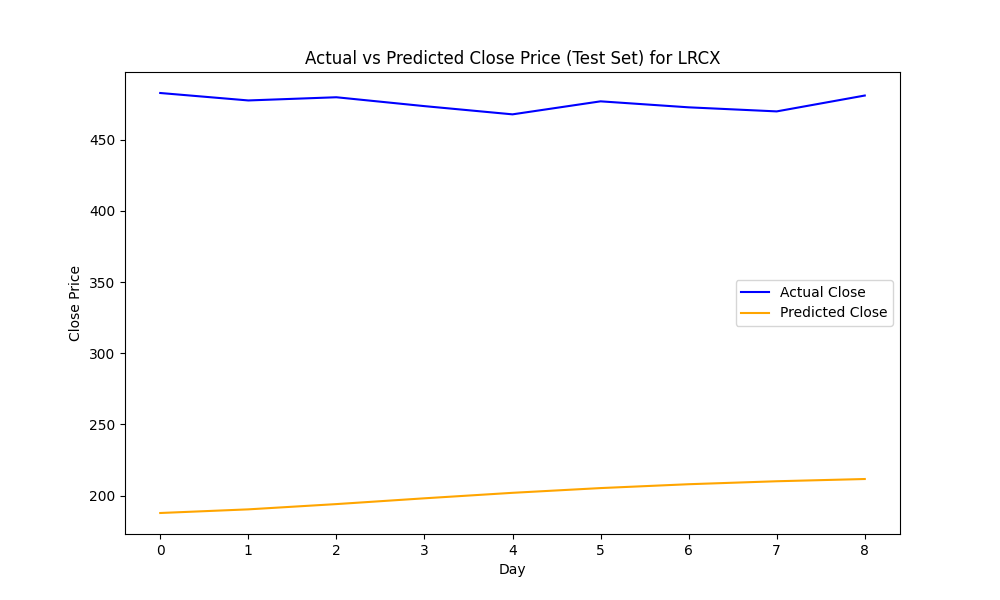 Actual vs Predicted Close Price (Test Set) for LRCX
450
400
350
300
250
200
Close Price
Actual Close
Predicted Close
0 1 2 3 4 5 6 7 8
Day